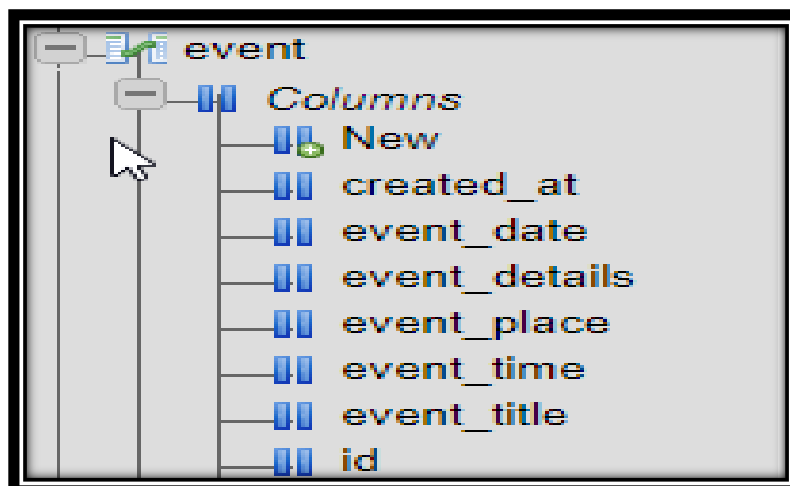 event
Columns
New
created_at
event_date
event_details
event_place
event_time
event_title
id